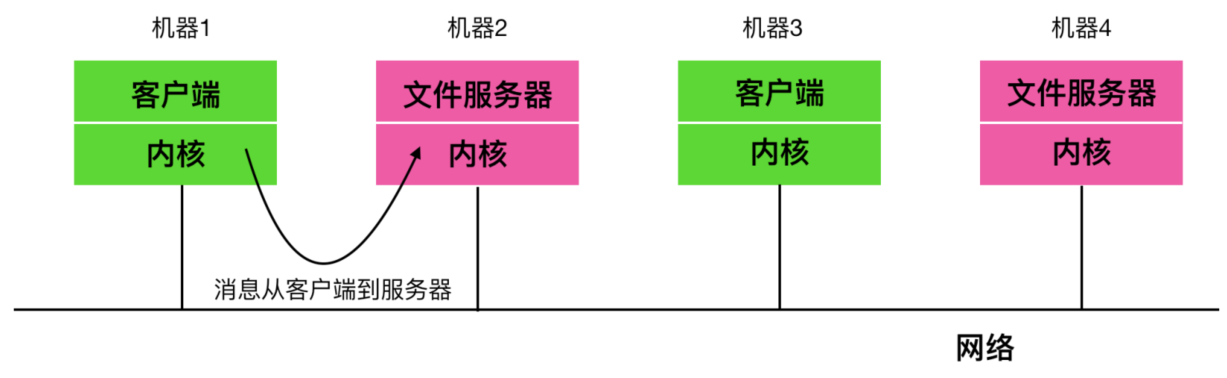 机器1
机器2
机器3
机器4
客户端
文件服务器
客户端
文件服务器
内核
内核
内核
内核
消息从客户端到服务器
网络